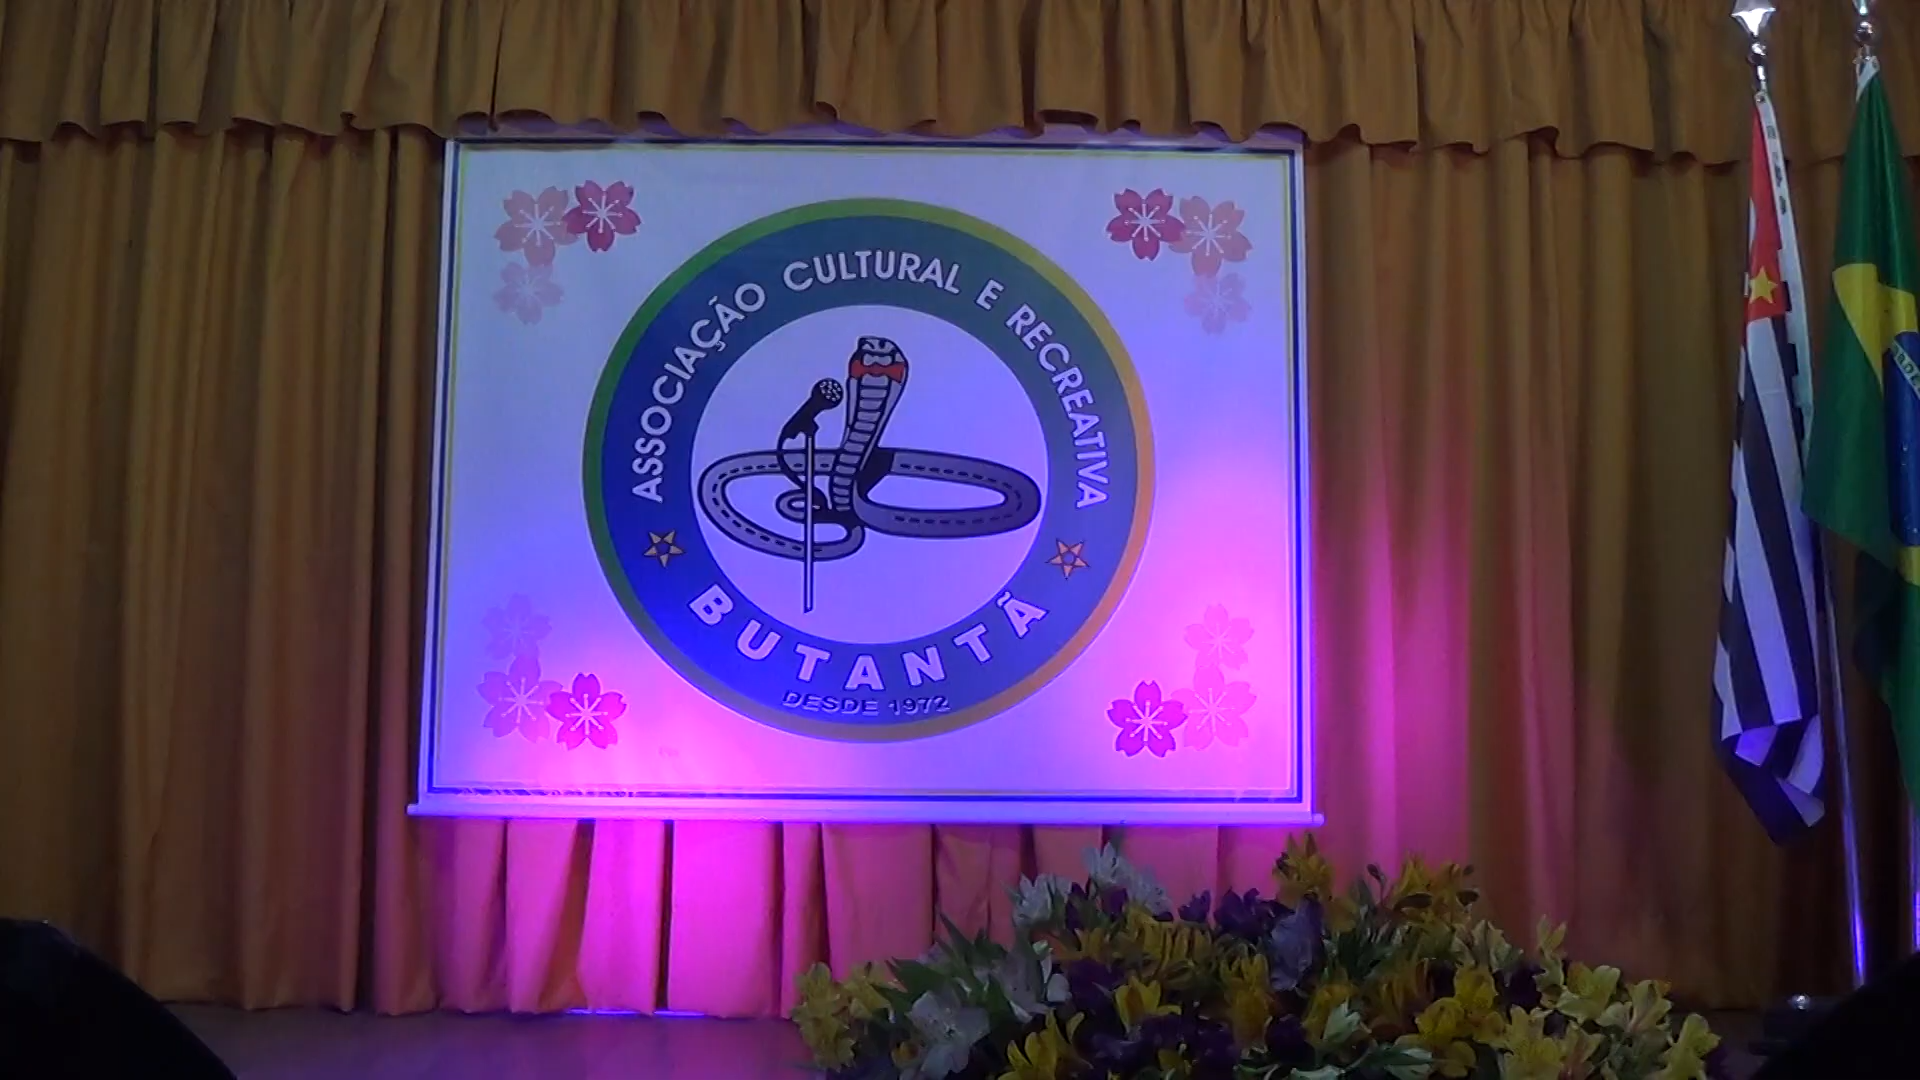 ASSOCIAÇÃO CULTURAL E RECREATIVA
BUTANTÃ
DESDE 1972